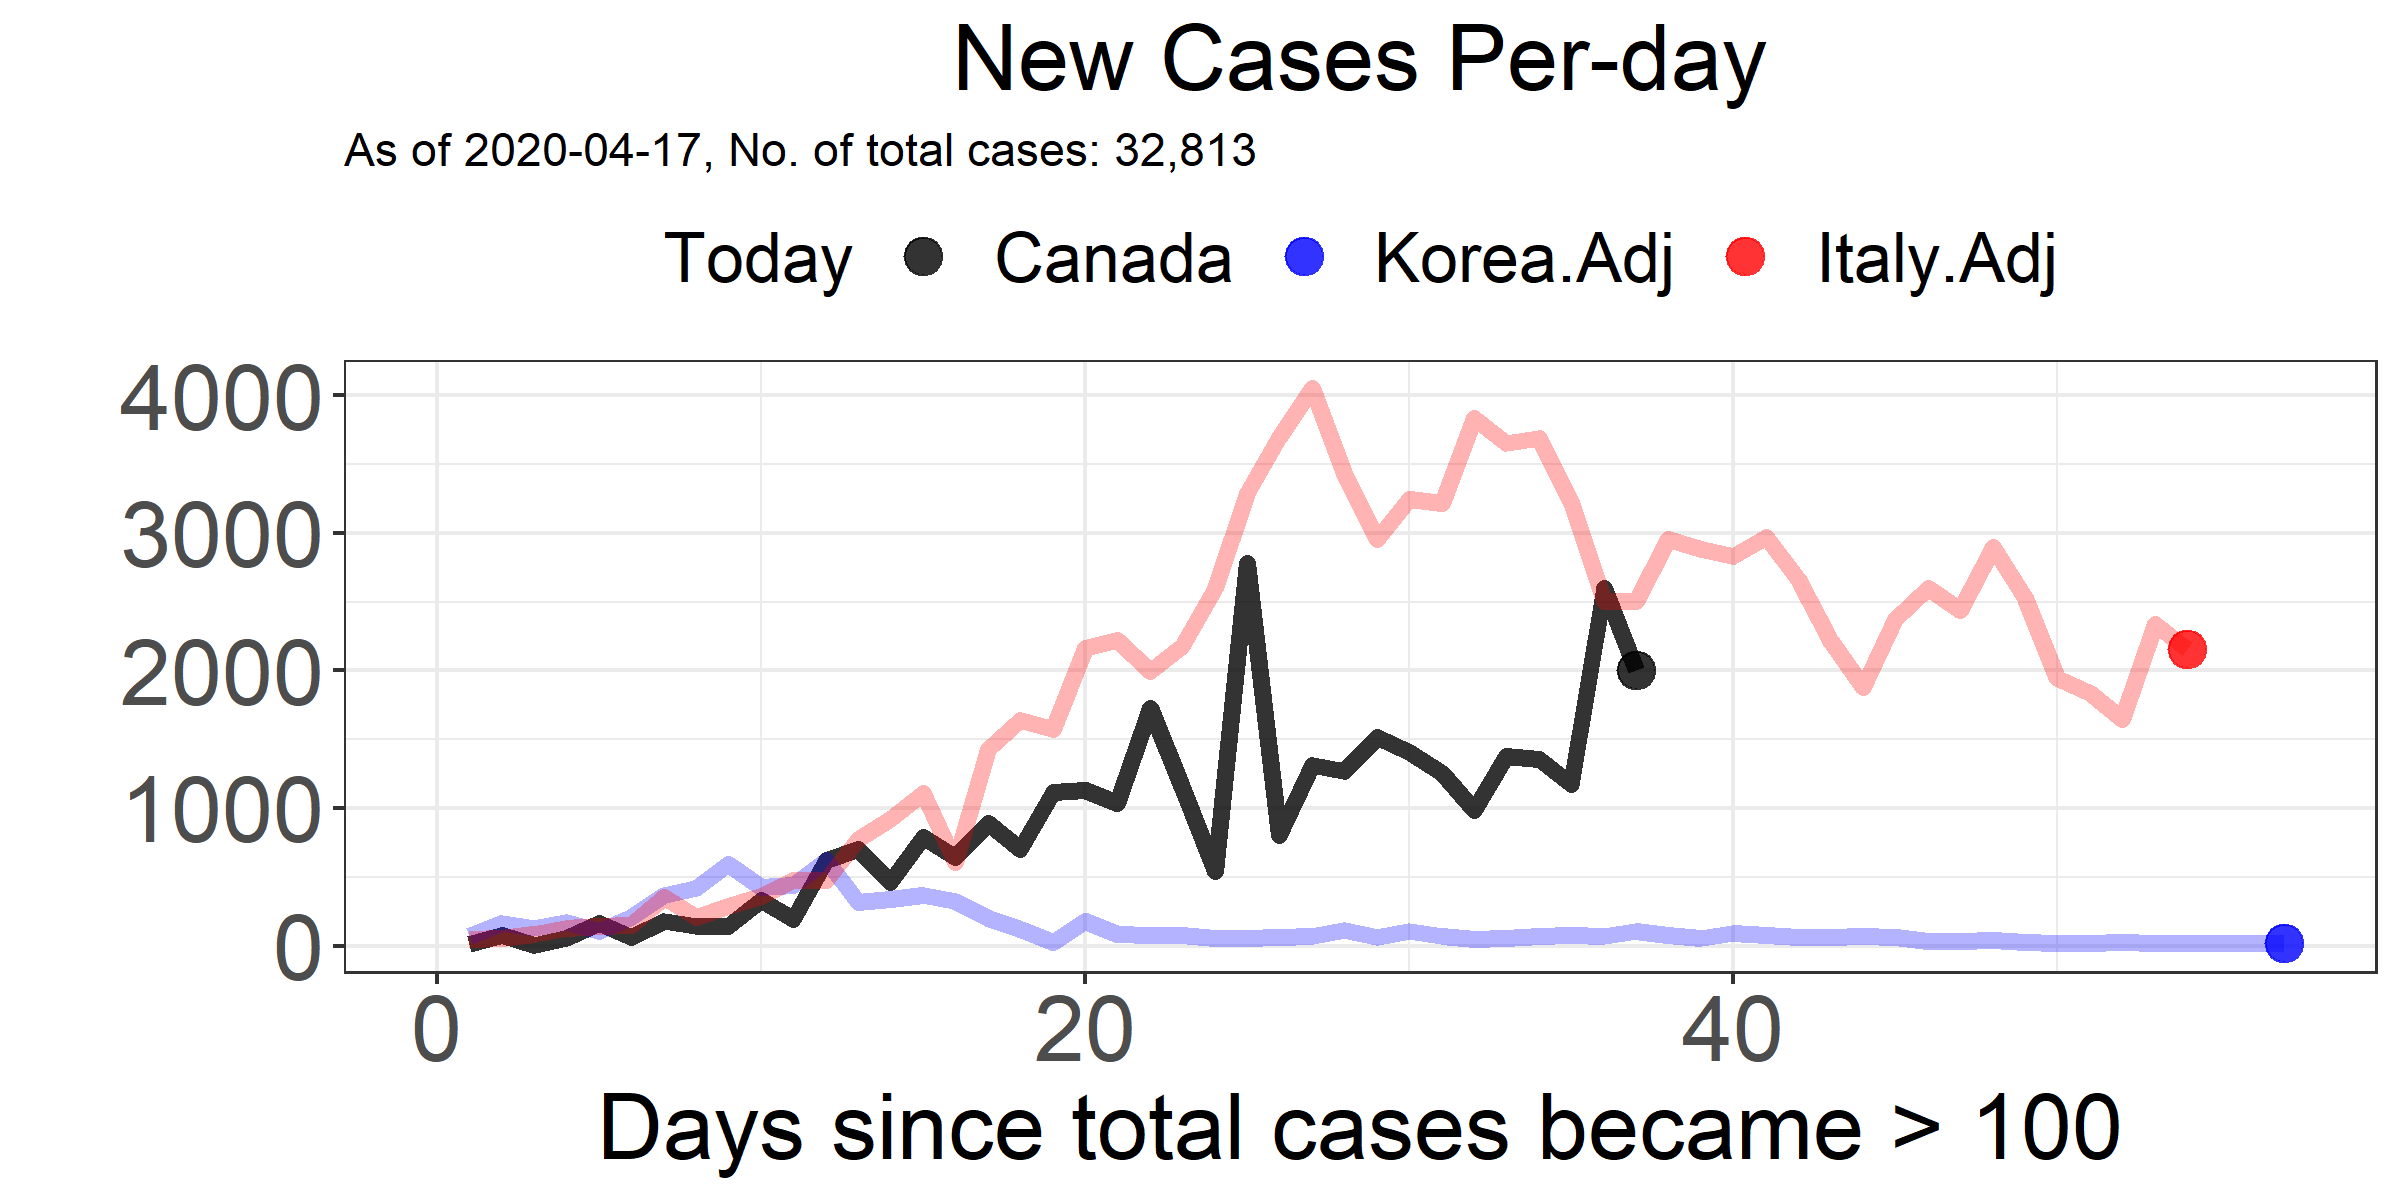 New Cases Per-day
As of 2020-04-17, No. of total cases: 32,813
Today Canada Korea.Adj Italy.Adj
4000
3000
2000
1000
0
0 20 40
Days since total cases became > 100